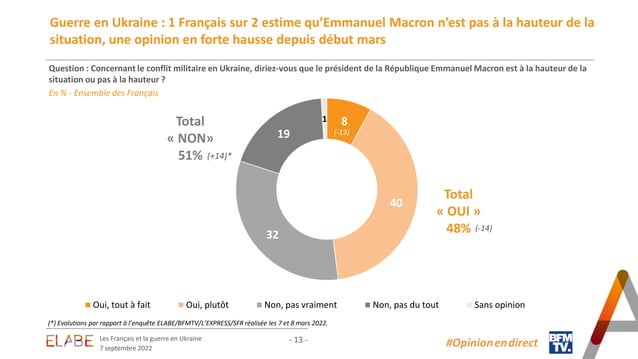 Guerre en Ukraine : 1 Français sur 2 estime qu’Emmanuel Macron n’est pas à la hauteur de la
situation, une opinion en forte hausse depuis début mars
Question : Concernant le conflit militaire en Ukraine, diriez-vous que le président de la République Emmanuel Macron est à la hauteur de la
situation ou pas à la hauteur ?
En % - Ensemble des Français
Total
« NON»
51% (+14)*
19
1
8
(-13)
40
32
Total
« OUI »
48% (-14)
Oui, tout à fait
Oui, plutôt
Non, pas vraiment
Non, pas du tout
Sans opinion
(*) Evolutions par rapport à l’enquête ELABE/BFMTV/L’EXPRESS/SFR réalisée les 7 et 8 mars 2022.
ELABE
Les Français et la guerre en Ukraine
7 septembre 2022
- 13 -
#Opinion en direct
BFM
TV.